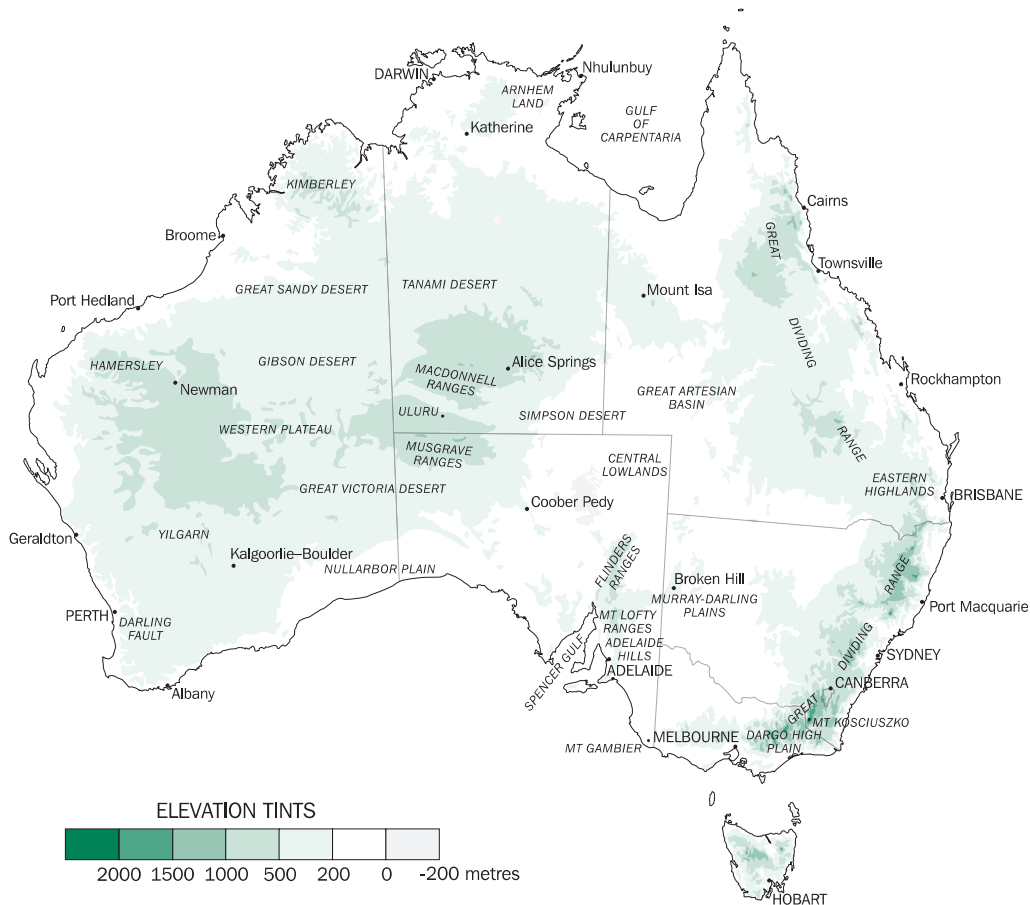 DARWIN
Nhulunbuy
ARNHEM
LAND
GULF
OF
CARPENTARIA
Katherine
KIMBERLEY
Cairns
Broome
GREAT
Townsville
GREAT SANDY DESERT
TANAMI DESERT
Mount Isa
Port Hedland
DIVIDING
HAMERSLEY
GIBSON DESERT
Alice Springs
Newman
MACDONNELL
RANGES
GREAT ARTESIAN
BASIN
Rockhampton
ULURU
SIMPSON DESERT
WESTERN PLATEAU
RANGE
MUSGRAVE
RANGES
CENTRAL
LOWLANDS
EASTERN
HIGHLANDS
GREAT VICTORIA DESERT
BRISBANE
Coober Pedy
YILGARN
Geraldton
Kalgoorlie–Boulder
NULLARBOR PLAIN
FLINDERS
RANGES
Broken Hill
RANGE
MURRAY-DARLING
PLAINS
Port Macquarie
PERTH
DARLING
FAULT
MT LOFTY
RANGES
ADELAIDE
HILLS
DIVIDING
SYDNEY
SPENCER GULF
ADELAIDE
CANBERRA
Albany
GREAT
MT KOSCIUSZKO
MELBOURNE
DARGO HIGH
PLAIN
MT GAMBIER
ELEVATION TINTS
2000 1500 1000 500 200 0 -200 metres
HOBART